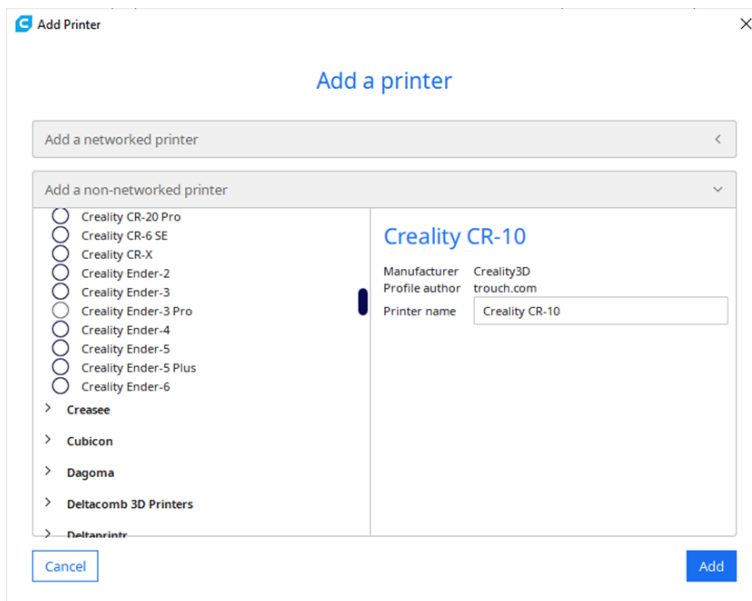 Add Printer
Add a printer
Add a networked printer
Add a non-networked printer
Creality CR-20 Pro
Creality CR-6 SE
Creality CR-X
Creality Ender-2
Creality Ender-3
Creality Ender-3 Pro
Creality Ender-4
Creality Ender-5
Creality Ender-5 Plus
Creality Ender-6
Creasee
Cubicon
Dagoma
Deltacomb 3D Printers
Deltaprintr
Creality CR-10
Manufacturer Creality3D
Profile author trouch.com
Printer name Creality CR-10
Cancel
Add